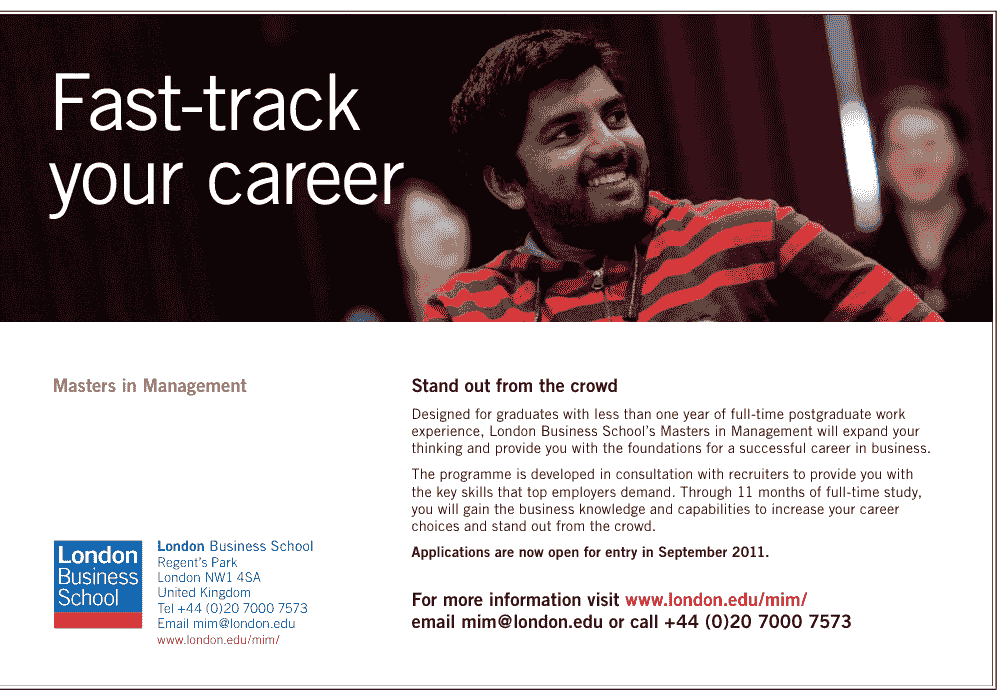 Fast-track
your career
Masters in Management
Stand out from the crowd
Designed for graduates with less than one year of full-time postgraduate work
experience, London Business School's Masters in Management will expand your
thinking and provide you with the foundations for a successful career in business.
The programme is developed in consultation with recruiters to provide you with
the key skills that top employers demand. Through 11 months of full-time study,
you will gain the business knowledge and capabilities to increase your career
choices and stand out from the crowd.
Applications are now open for entry in September 2011.
For more information visit www.london.edu/mim/
email mim@london.edu or call +44 (0)20 7000 7573
London
Business
School
London Business School
Regent's Park
London NW1 4SA
United Kingdom
Tel +44 (0)20 7000 7573
Email mim@london.edu
www.london.edu/mim/